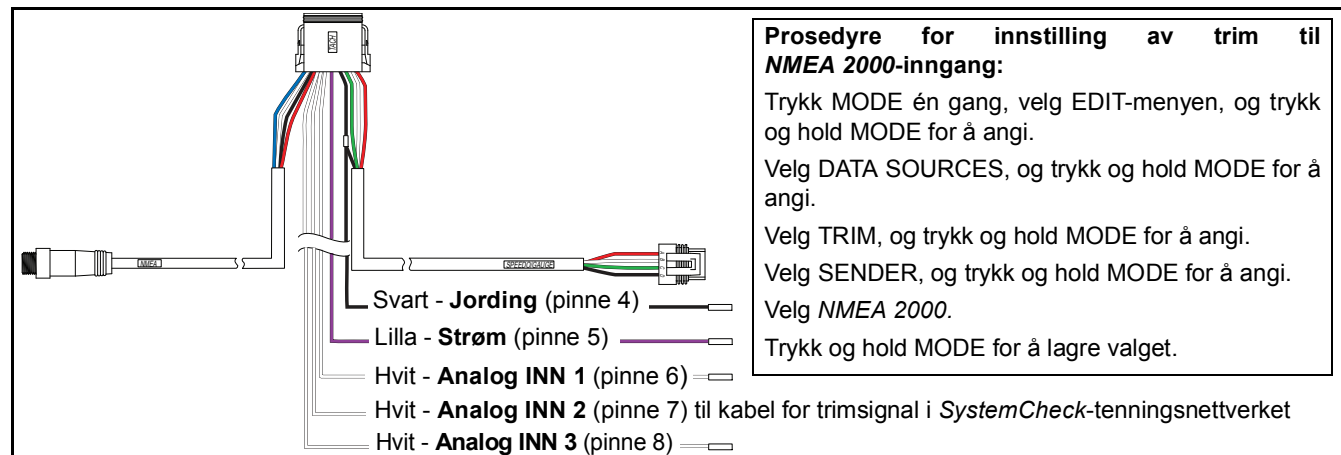 TACH
NMEA
SPEEDO/GAUGE
Svart - Jording (pinne 4)
Lilla - Strøm (pinne 5)
Hvit - Analog INN 1 (pinne 6)
Hvit - Analog INN 2 (pinne 7) til kabel for trimsignal i SystemCheck-tenningsnettverket
Hvit - Analog INN 3 (pinne 8)
Prosedyre for innstilling av trim til
NMEA 2000-inngang:
Trykk MODE én gang, velg EDIT-menyen, og trykk
og hold MODE for å angi.
Velg DATA SOURCES, og trykk og hold MODE for å
angi.
Velg TRIM, og trykk og hold MODE for å angi.
Velg SENDER, og trykk og hold MODE for å angi.
Velg NMEA 2000.
Trykk og hold MODE for å lagre valget.